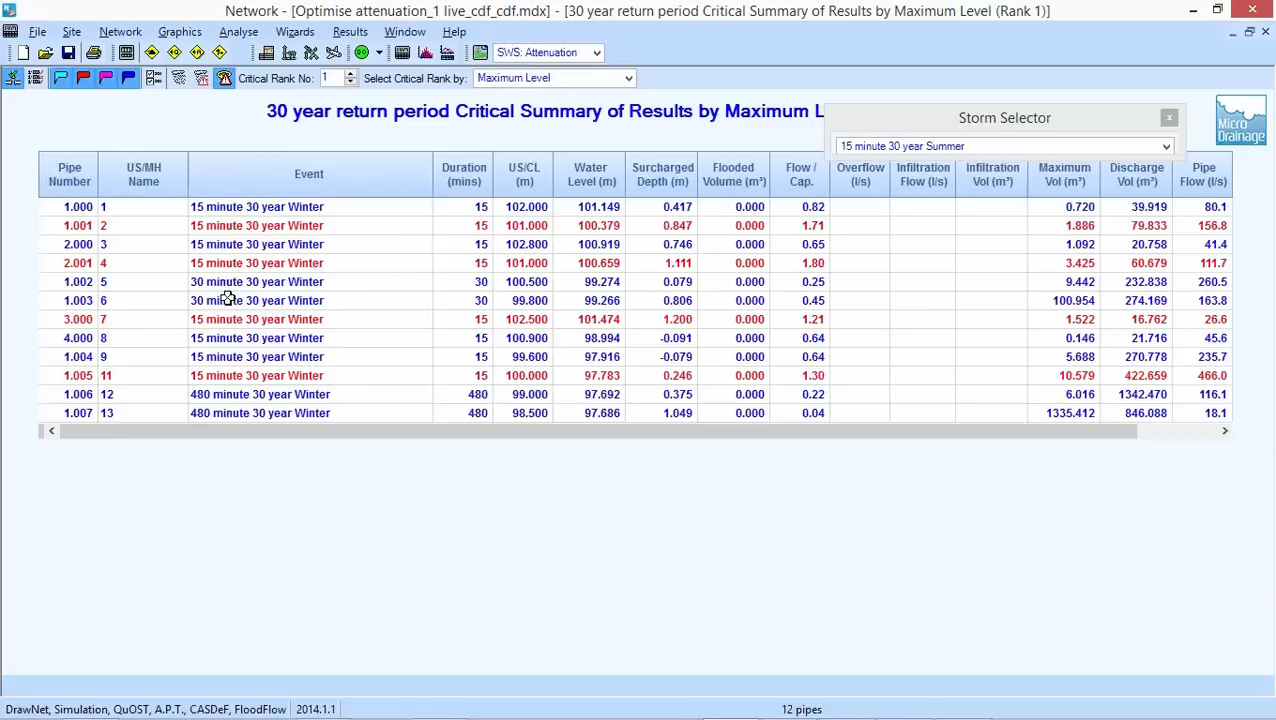 Network - [Optimise attenuation_1 live_cdf_cdf.mdx] - [30 year return period Critical Summary of Results by Maximum Level (Rank 1)]
File Site Network Graphics Analyse Wizards Results Window Help
SWS: Attenuation
Critical Rank No: 1 Select Critical Rank by: Maximum Level
30 year return period Critical Summary of Results by Maximum L
Storm Selector
15 minute 30 year Summer
Micro Drainage
Pipe Number US/MH Name Event Duration (mins) US/CL (m) Water Level (m) Surcharged Depth (m) Flooded Volume (m³) Flow / Cap. Overflow (l/s) Infiltration Flow (l/s) Infiltration Vol (m³) Maximum Vol (m³) Discharge Vol (m³) Pipe Flow (l/s)
1.000 1 15 minute 30 year Winter 15 102.000 101.149 0.417 0.000 0.82 0.720 39.919 80.1
1.001 2 15 minute 30 year Winter 15 101.000 100.379 0.847 0.000 1.71 1.886 79.833 156.8
2.000 3 15 minute 30 year Winter 15 102.800 100.919 0.746 0.000 0.65 1.092 20.758 41.4
2.001 4 15 minute 30 year Winter 15 101.000 100.659 1.111 0.000 1.80 3.425 60.679 111.7
1.002 5 30 minute 30 year Winter 30 100.500 99.274 0.079 0.000 0.25 9.442 232.838 260.5
1.003 6 30 minute 30 year Winter 30 99.800 99.266 0.806 0.000 0.45 100.954 274.169 163.8
3.000 7 15 minute 30 year Winter 15 102.500 101.474 1.200 0.000 1.21 1.522 16.762 26.6
4.000 8 15 minute 30 year Winter 15 100.900 98.994 -0.091 0.000 0.64 0.146 21.716 45.6
1.004 9 15 minute 30 year Winter 15 99.600 97.916 -0.079 0.000 0.64 5.688 270.778 235.7
1.005 11 15 minute 30 year Winter 15 100.000 97.783 0.246 0.000 1.30 10.579 422.659 466.0
1.006 12 480 minute 30 year Winter 480 99.000 97.692 0.375 0.000 0.22 6.016 1342.470 116.1
1.007 13 480 minute 30 year Winter 480 98.500 97.686 1.049 0.000 0.04 1335.412 846.088 18.1
DrawNet, Simulation, QuOST, A.P.T., CASDeF, FloodFlow 2014.1.1 12 pipes